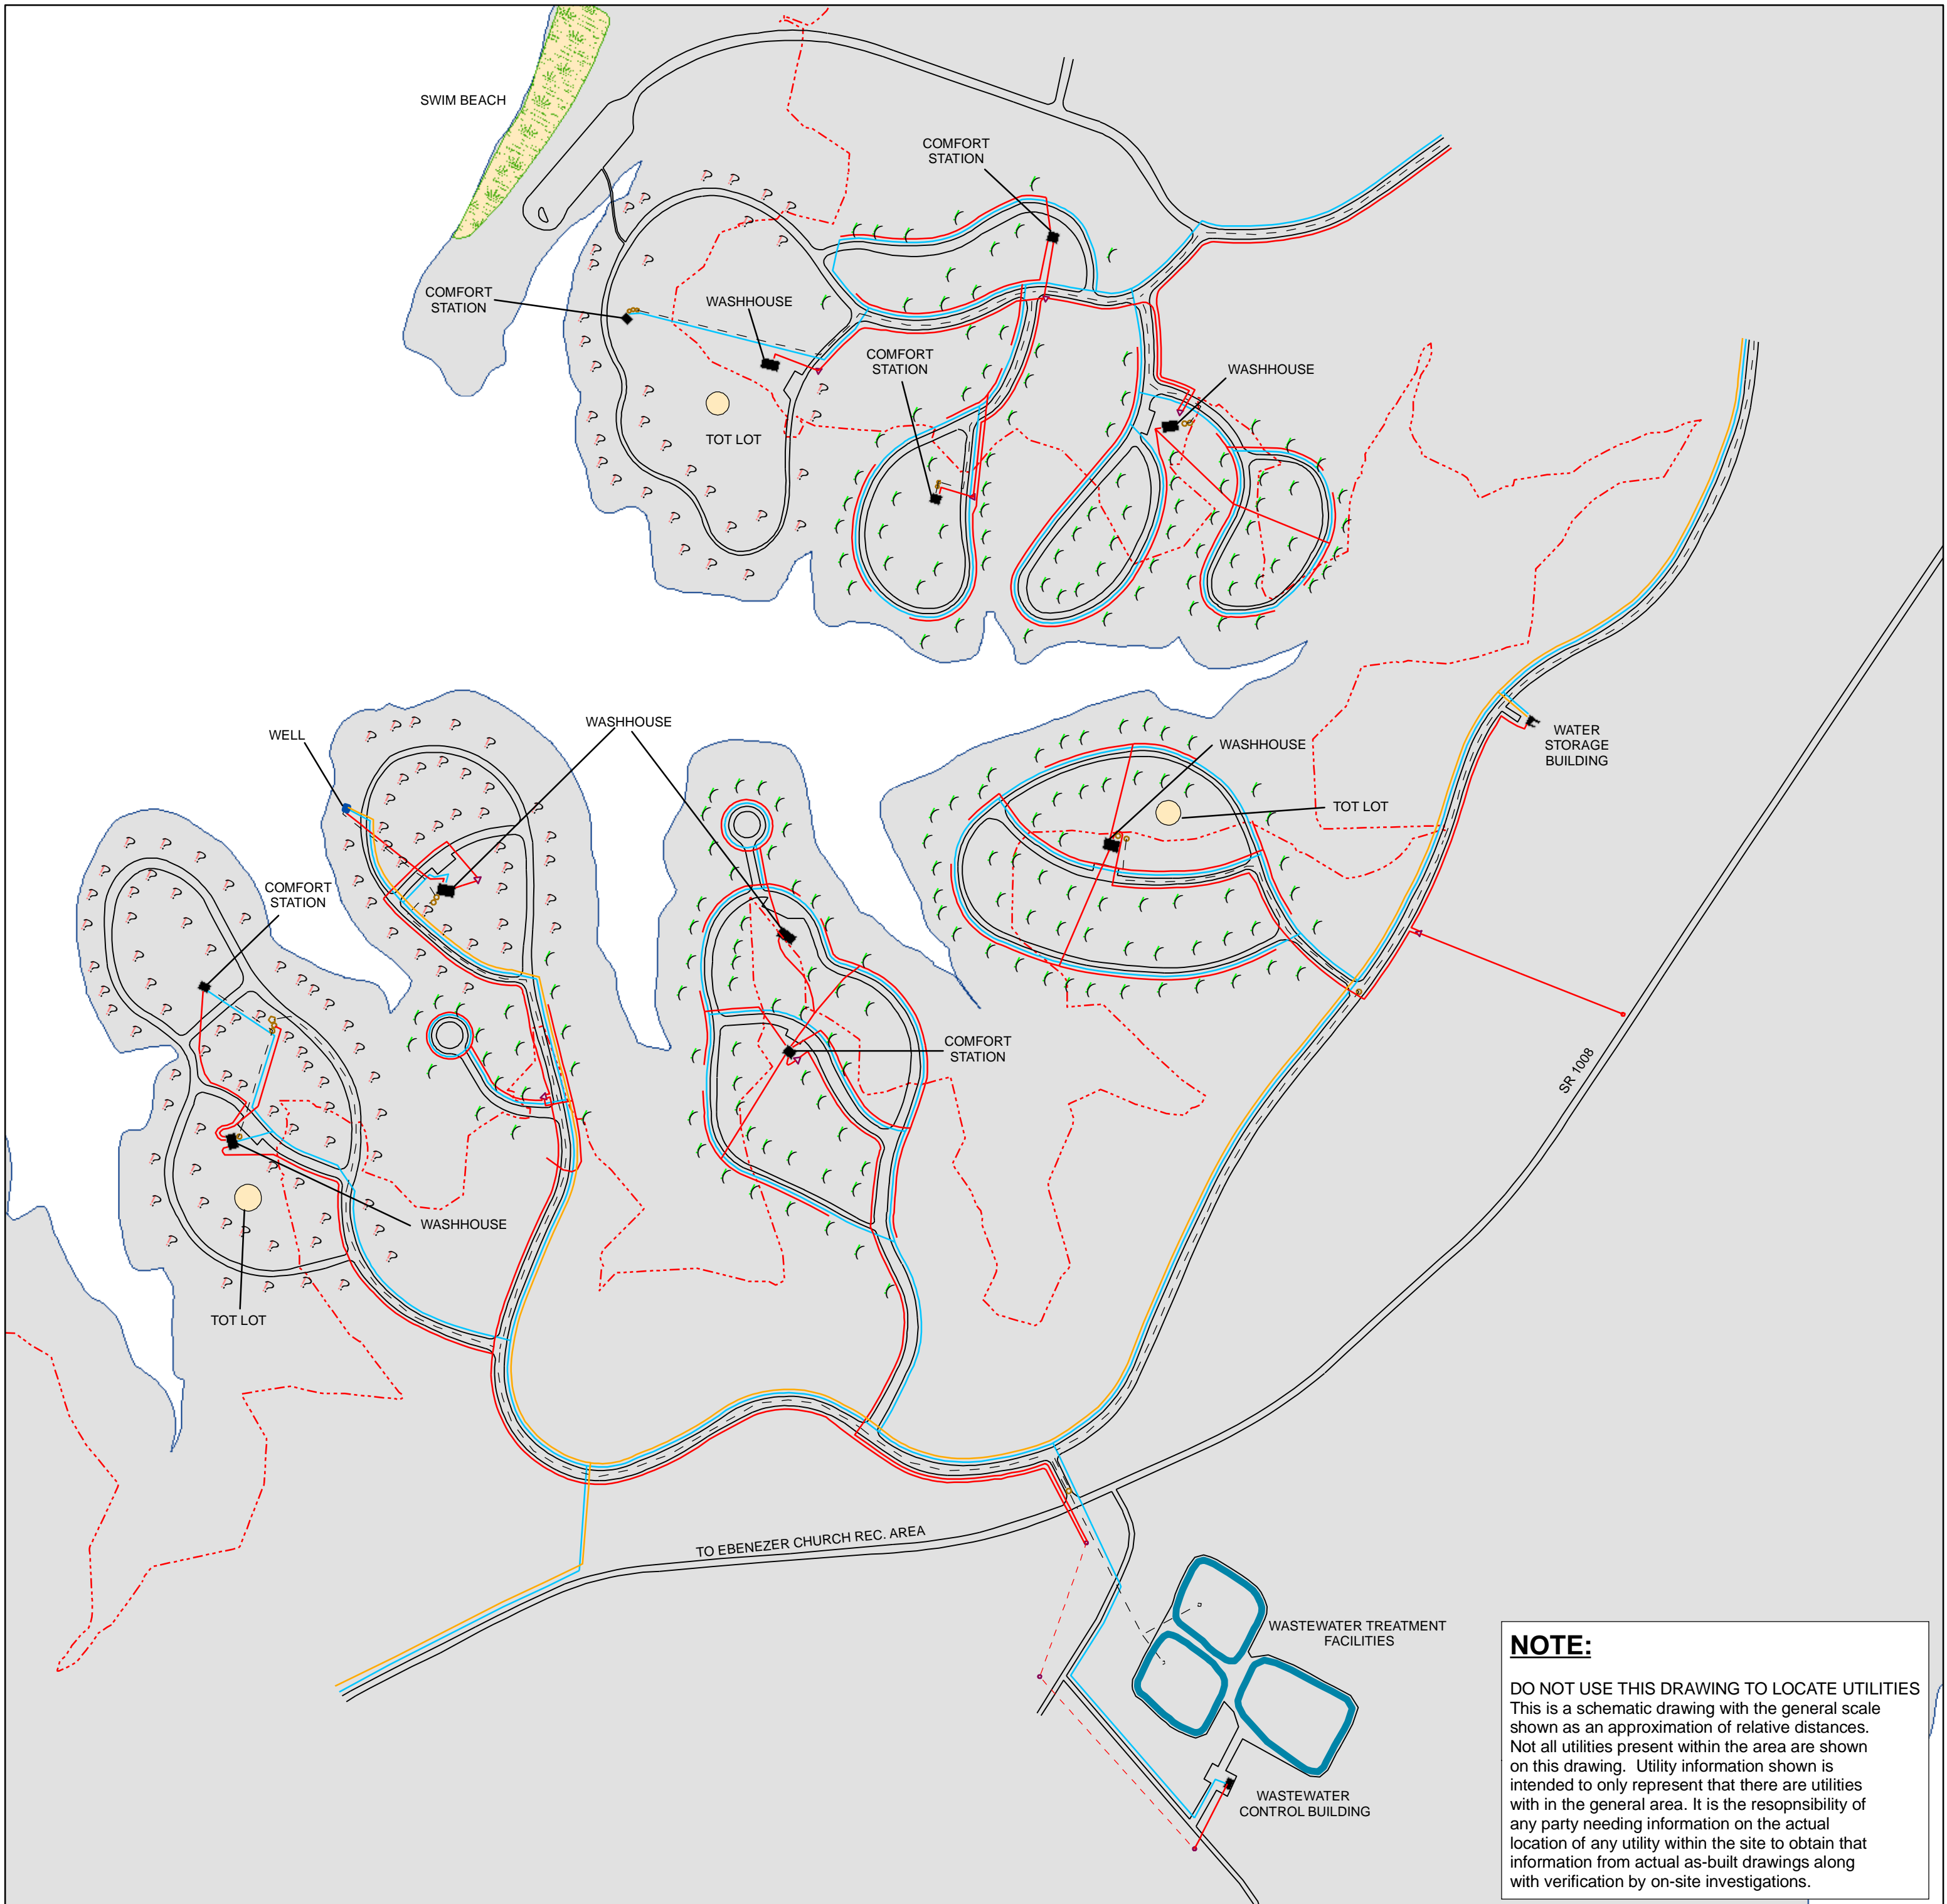 SWIM BEACH
COMFORT
STATION
COMFORT
STATION
WASHHOUSE
COMFORT
STATION
WASHHOUSE
TOT LOT
WELL
WASHHOUSE
WASHHOUSE
WATER
STORAGE
BUILDING
TOT LOT
COMFORT
STATION
COMFORT
STATION
SR 1008
WASHHOUSE
TOT LOT
TO EBENEZER CHURCH REC. AREA
WASTEWATER TREATMENT
FACILITIES
WASTEWATER
CONTROL BUILDING
NOTE:
DO NOT USE THIS DRAWING TO LOCATE UTILITIES
This is a schematic drawing with the general scale
shown as an approximation of relative distances.
Not all utilities present within the area are shown
on this drawing.  Utility information shown is
intended to only represent that there are utilities
with in the general area. It is the resopnsibility of
any party needing information on the actual
location of any utility within the site to obtain that
information from actual as-built drawings along
with verification by on-site investigations.